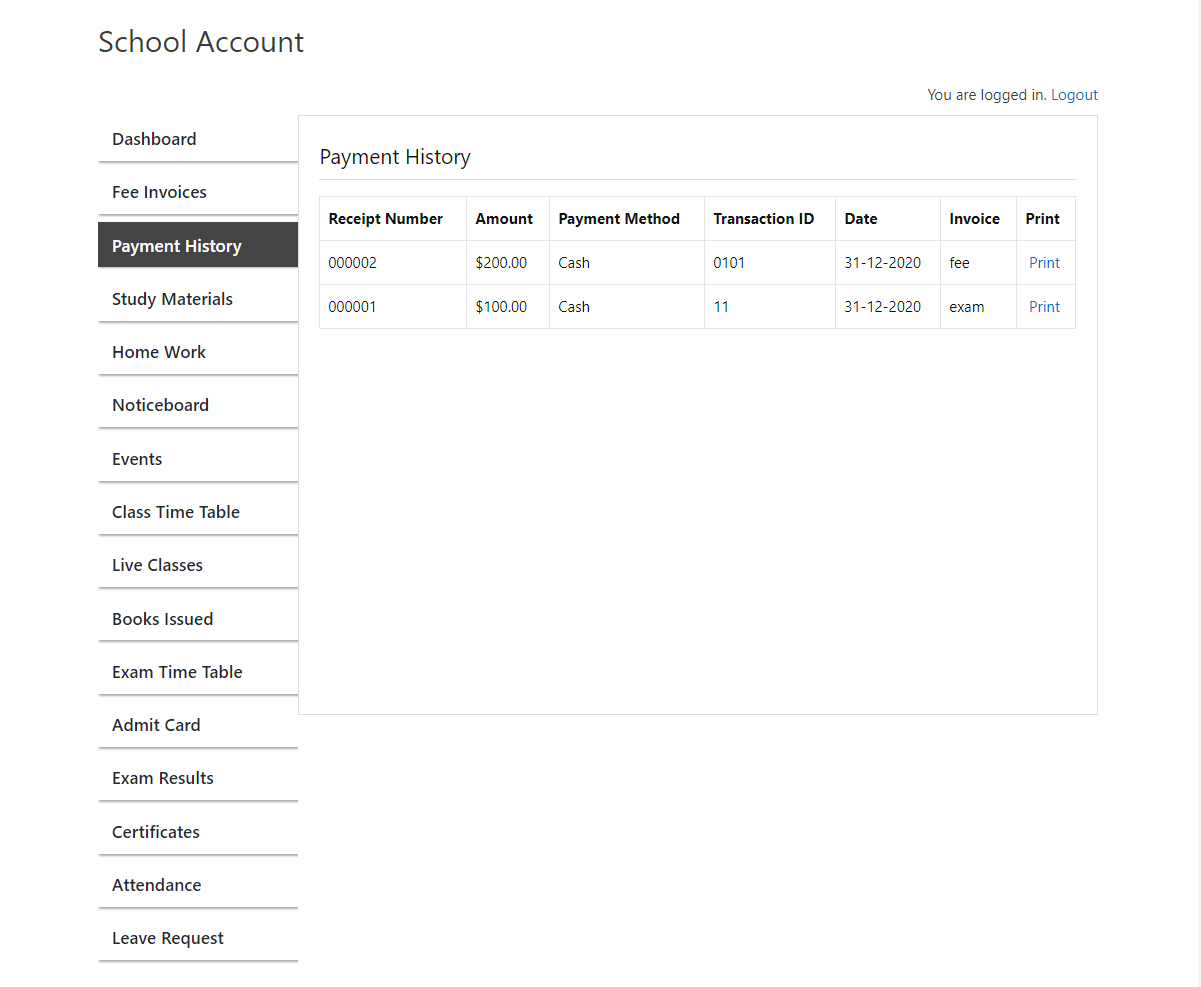 School Account
You are logged in. Logout
Dashboard
Fee Invoices
Payment History
Study Materials
Home Work
Noticeboard
Events
Class Time Table
Live Classes
Books Issued
Exam Time Table
Admit Card
Exam Results
Certificates
Attendance
Leave Request
Payment History
Receipt Number Amount Payment Method Transaction ID Date Invoice Print
000002 $200.00 Cash 0101 31-12-2020 fee Print
000001 $100.00 Cash 11 31-12-2020 exam Print